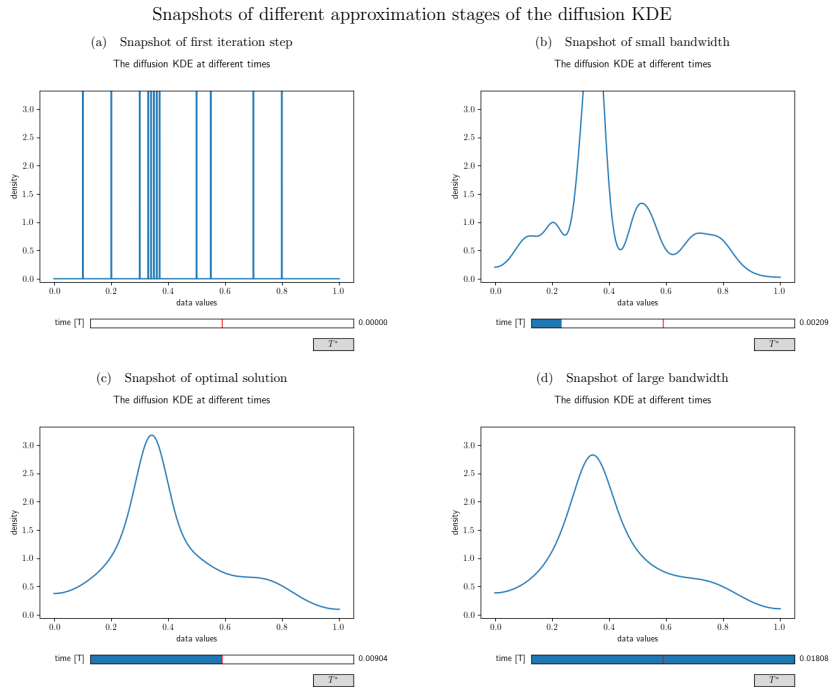 Snapshots of different approximation stages of the diffusion KDE
(a) Snapshot of first iteration step
The diffusion KDE at different times
density
3.0
2.5
2.0
1.5
1.0
0.5
0.0
0.0 0.2 0.4 0.6 0.8 1.0
data values
time [T] 0.00000
T*
(b) Snapshot of small bandwidth
The diffusion KDE at different times
density
3.0
2.5
2.0
1.5
1.0
0.5
0.0
0.0 0.2 0.4 0.6 0.8 1.0
data values
time [T] 0.00209
T*
(c) Snapshot of optimal solution
The diffusion KDE at different times
density
3.0
2.5
2.0
1.5
1.0
0.5
0.0
0.0 0.2 0.4 0.6 0.8 1.0
data values
time [T] 0.00904
T*
(d) Snapshot of large bandwidth
The diffusion KDE at different times
density
3.0
2.5
2.0
1.5
1.0
0.5
0.0
0.0 0.2 0.4 0.6 0.8 1.0
data values
time [T] 0.01808
T*